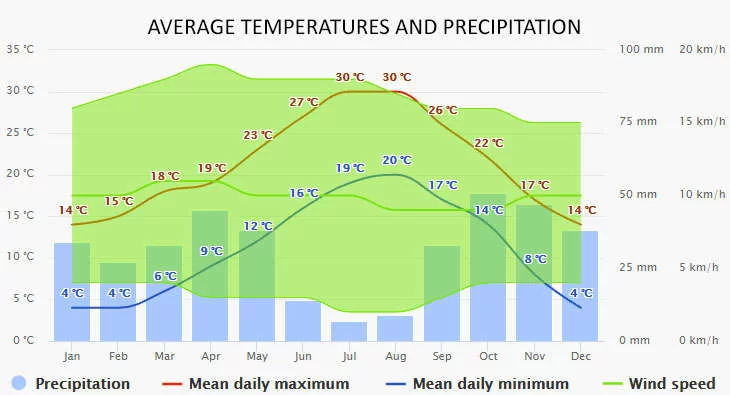 AVERAGE TEMPERATURES AND PRECIPITATION
35 °C 100 mm 20 km/h
30 °C 75 mm 15 km/h
25 °C 50 mm 10 km/h
20 °C 25 mm 5 km/h
15 °C 0 mm 0 km/h
10 °C
5 °C
0 °C
14 °C 15 °C 18 °C 19 °C 23 °C 27 °C 30 °C 30 °C 26 °C 22 °C 17 °C 14 °C
4 °C 4 °C 6 °C 9 °C 12 °C 16 °C 19 °C 20 °C 17 °C 14 °C 8 °C 4 °C
Jan Feb Mar Apr May Jun Jul Aug Sep Oct Nov Dec
Precipitation Mean daily maximum Mean daily minimum Wind speed